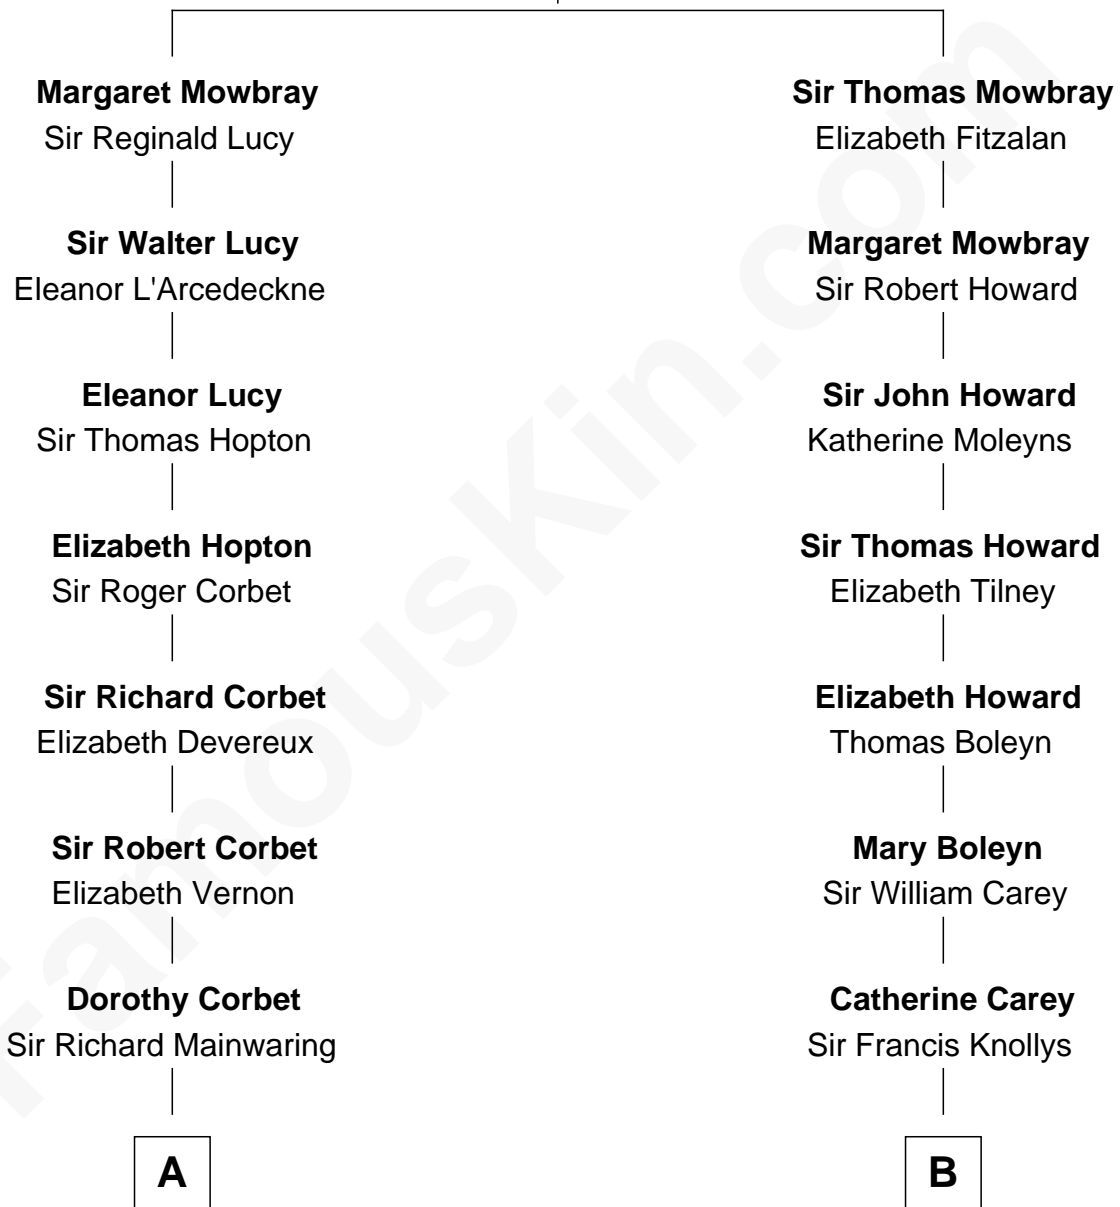 Margaret Mowbray
Sir Reginald Lucy
Sir Walter Lucy
Eleanor L'Arcedeckne
Eleanor Lucy
Sir Thomas Hopton
Elizabeth Hopton
Sir Roger Corbet
Sir Richard Corbet
Elizabeth Devereux
Sir Robert Corbet
Elizabeth Vernon
Dorothy Corbet
Sir Richard Mainwaring
A
Sir Thomas Mowbray
Elizabeth Fitzalan
Margaret Mowbray
Sir Robert Howard
Sir John Howard
Katherine Moleyns
Sir Thomas Howard
Elizabeth Tilney
Elizabeth Howard
Thomas Boleyn
Mary Boleyn
Sir William Carey
Catherine Carey
Sir Francis Knollys
B
FamousKin.com